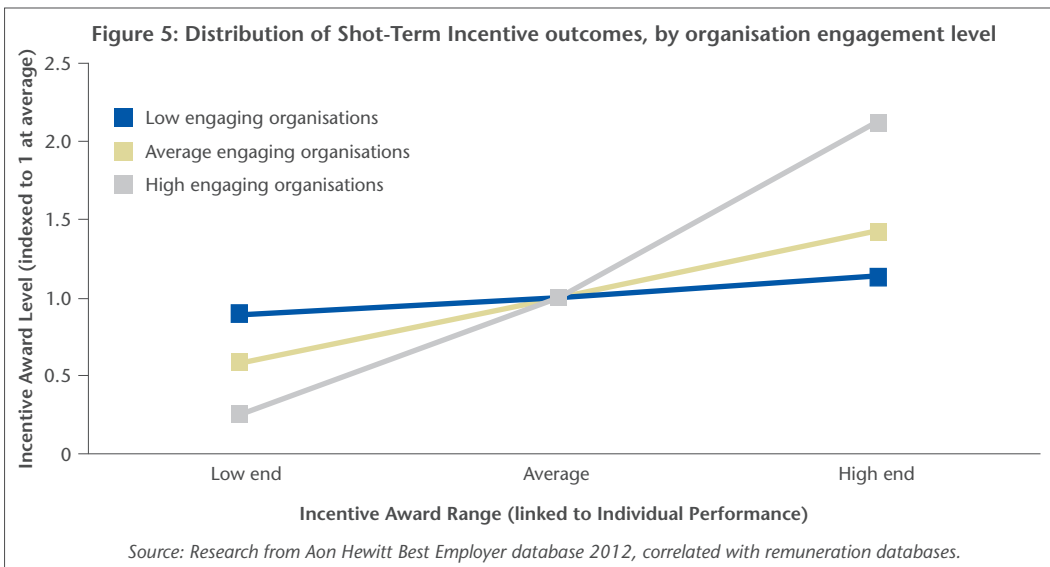 Figure 5: Distribution of Shot-Term Incentive outcomes, by organisation engagement level
Incentive Award Level (indexed to 1 at average)
2.5
2.0
1.5
1.0
0.5
0
Low engaging organisations
Average engaging organisations
High engaging organisations
Low end
Average
High end
Incentive Award Range (linked to Individual Performance)
Source: Research from Aon Hewitt Best Employer database 2012, correlated with remuneration databases.